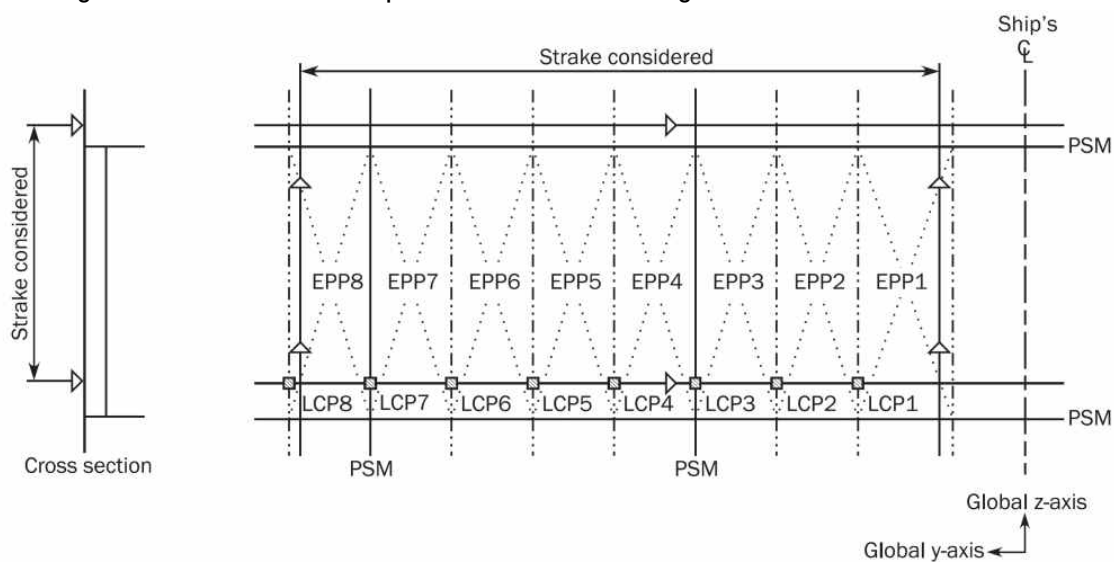 Ship's
℄
Strake considered
Strake considered
PSM
EPP8 EPP7 EPP6 EPP5 EPP4 EPP3 EPP2 EPP1
LCP8 LCP7 LCP6 LCP5 LCP4 LCP3 LCP2 LCP1
PSM
Cross section
PSM
PSM
Global z-axis
Global y-axis